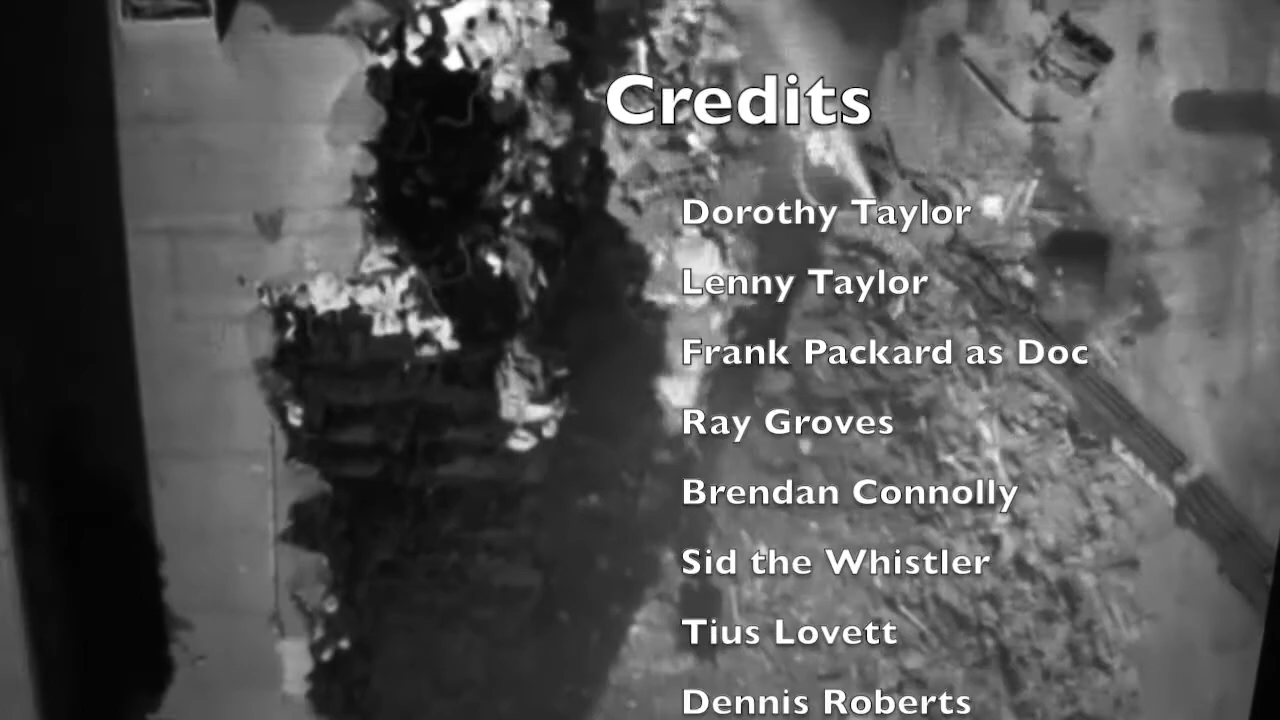 Credits
Dorothy Taylor
Lenny Taylor
Frank Packard as Doc
Ray Groves
Brendan Connolly
Sid the Whistler
Tius Lovett
Dennis Roberts